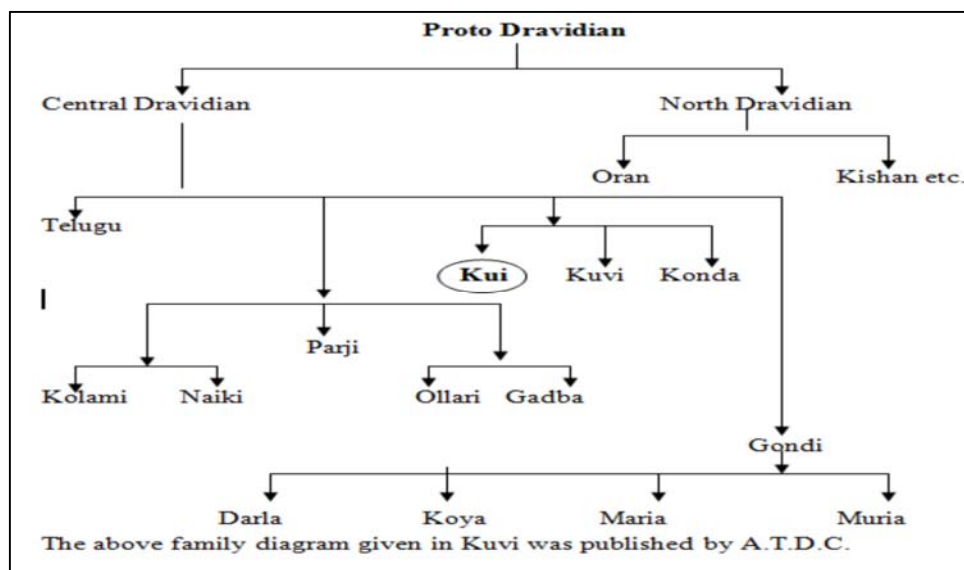 Proto Dravidian
Central Dravidian North Dravidian
Oran Kishan etc.
Telugu
Kui Kuvi Konda
Parji
Kolami Naiki Ollari Gadba
Gondi
Darla Koya Maria Muria
The above family diagram given in Kuvi was published by A.T.D.C.